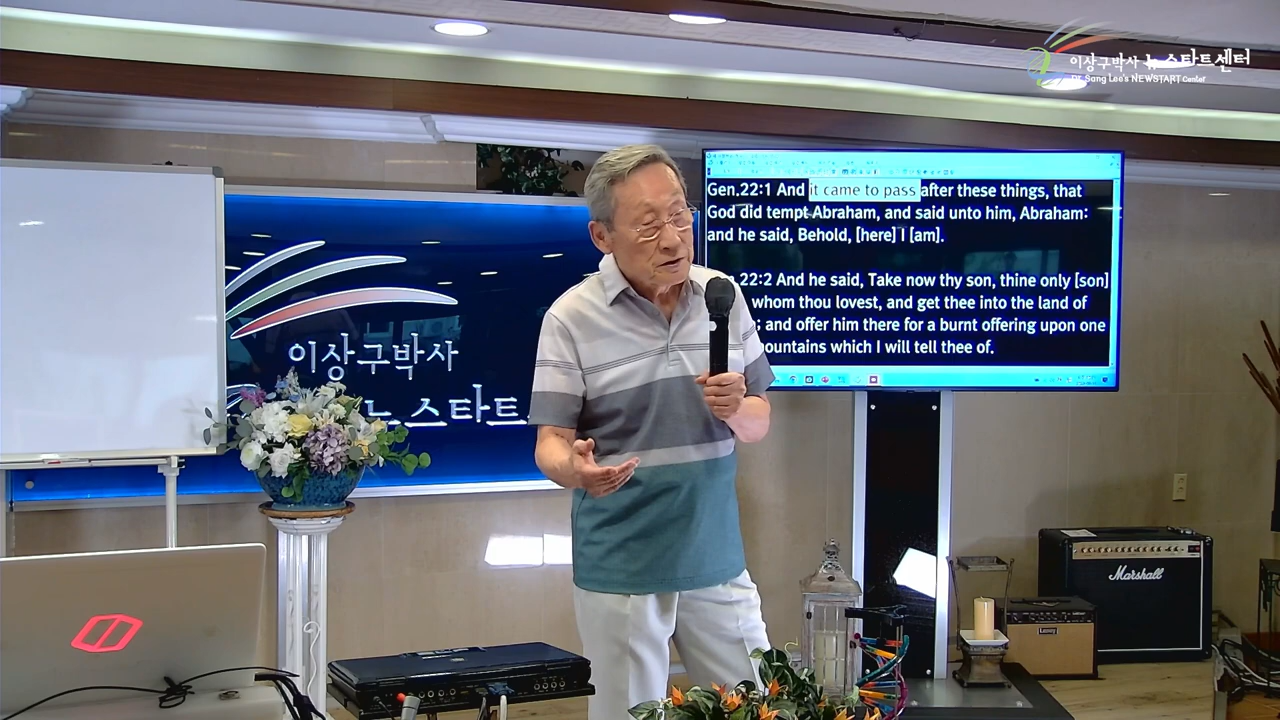 이상구박사 뉴스타트센터
Dr. Sang Lee's NEWSTART Center
Gen.22:1 And it came to pass after these things, that
God did tempt Abraham, and said unto him, Abraham:
and he said, Behold, [here] I [am].
22:2 And he said, Take now thy son, thine only [son]
whom thou lovest, and get thee into the land of
; and offer him there for a burnt offering upon one
mountains which I will tell thee of.
이상구박사
뉴 스타트
Marshall
Laney